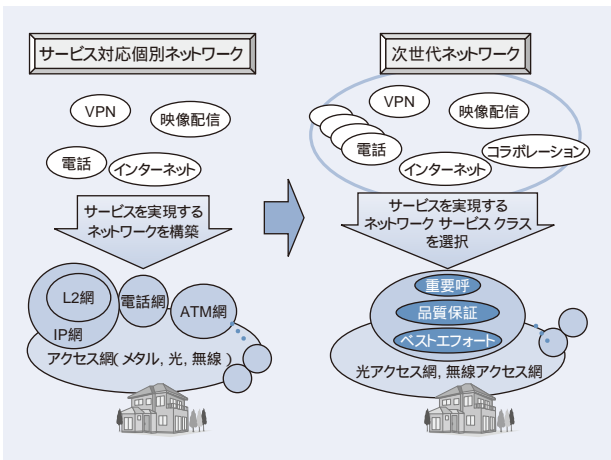 サービス対応個別ネットワーク
VPN
映像配信
電話
インターネット
サービスを実現する
ネットワークを構築
L2網
IP網
電話網
ATM網
アクセス網(メタル,光,無線)
次世代ネットワーク
VPN
映像配信
電話
インターネット
コラボレーション
サービスを実現する
ネットワーク サービス クラス
を選択
重要呼
品質保証
ベストエフォート
光アクセス網,無線アクセス網